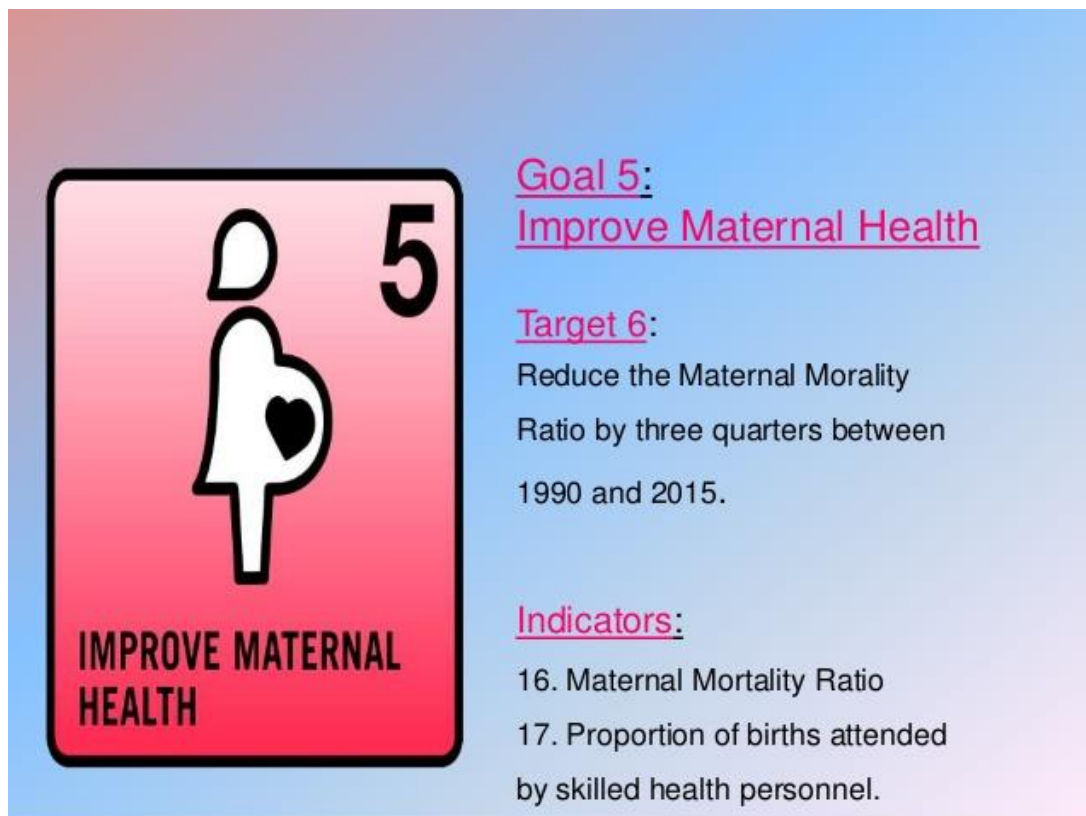 5
IMPROVE MATERNAL
HEALTH
Goal 5:
Improve Maternal Health
Target 6:
Reduce the Maternal Morality
Ratio by three quarters between
1990 and 2015.
Indicators:
16. Maternal Mortality Ratio
17. Proportion of births attended
by skilled health personnel.